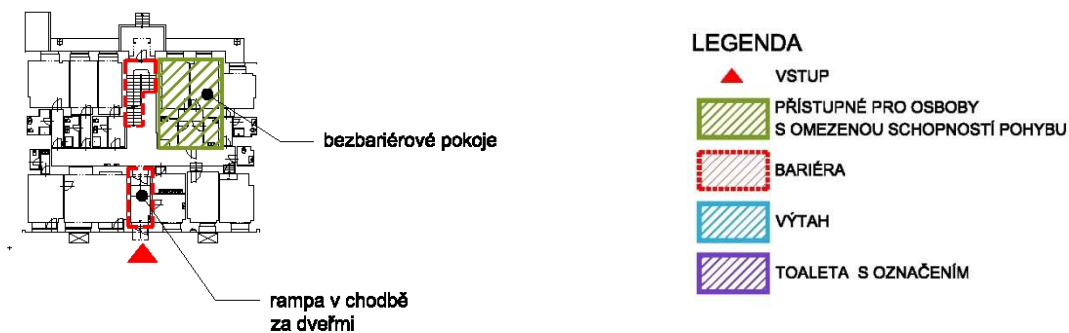 bezbariérové pokoje
rampa v chodbě
za dveřmi
LEGENDA
VSTUP
PŘÍSTUPNÉ PRO OSOBY
S OMEZENOU SCHOPNOSTÍ POHYBU
BARIÉRA
VÝTAH
TOALETA S OZNAČENÍM